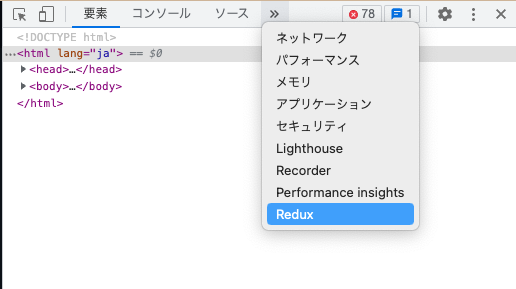 要素 コンソール ソース » 78 1
<!DOCTYPE html>
…<html lang="ja"> == $0
<head>…</head>
<body>…</body>
</html>
ネットワーク
パフォーマンス
メモリ
アプリケーション
セキュリティ
Lighthouse
Recorder
Performance insights
Redux